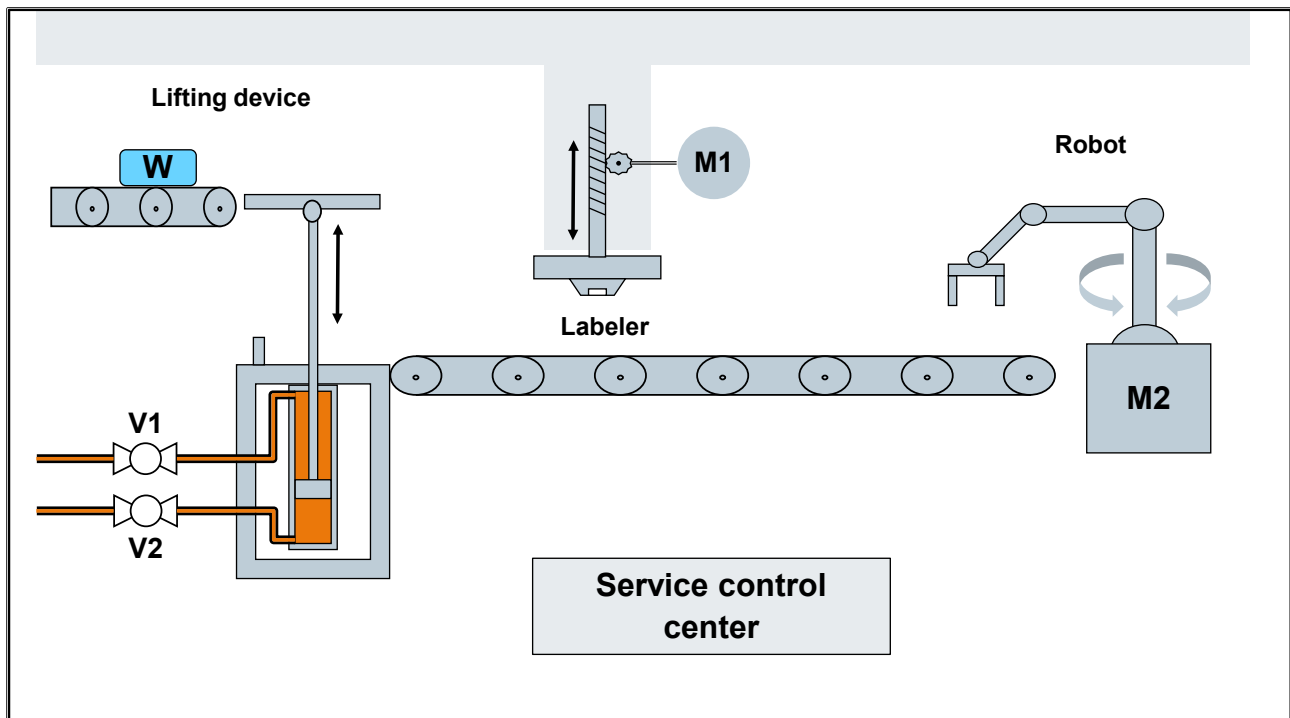 Lifting device
W
M1
Robot
Labeler
M2
V1
V2
Service control
center